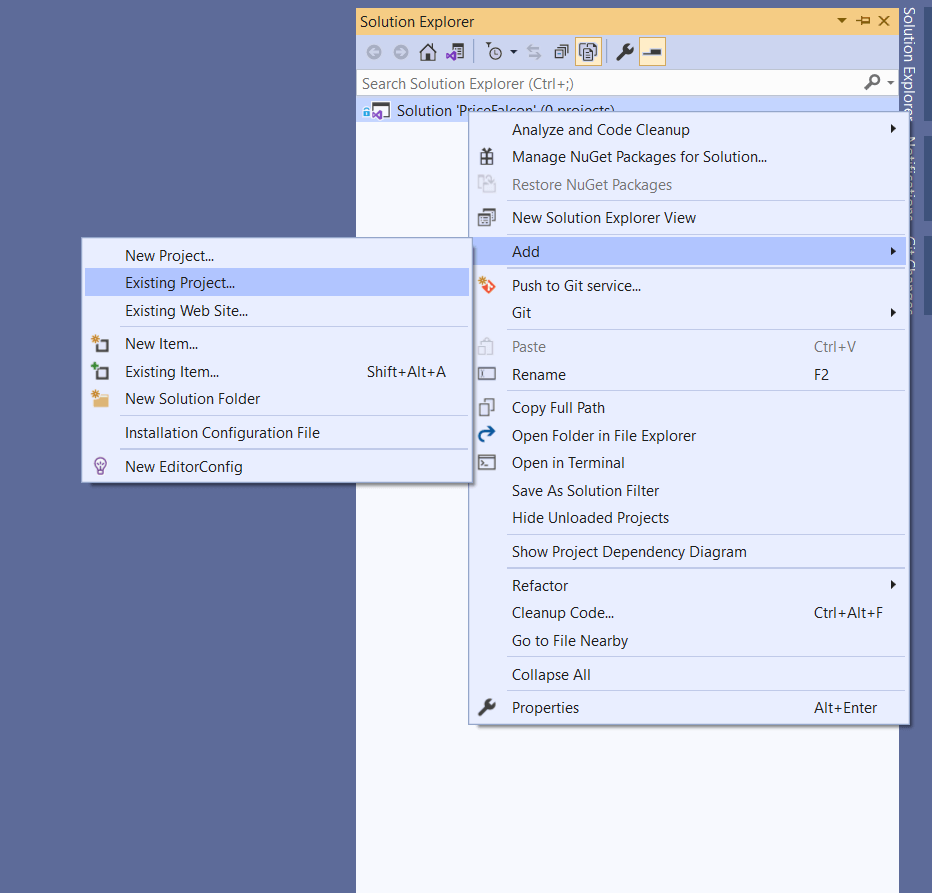 Solution Explorer
Search Solution Explorer (Ctrl+;)
Solution 'PriceFalcon' (0 projects)
Analyze and Code Cleanup
Manage NuGet Packages for Solution...
Restore NuGet Packages
New Solution Explorer View
Add
Push to Git service...
Git
Paste Ctrl+V
Rename F2
Copy Full Path
Open Folder in File Explorer
Open in Terminal
Save As Solution Filter
Hide Unloaded Projects
Show Project Dependency Diagram
Refactor
Cleanup Code... Ctrl+Alt+F
Go to File Nearby
Collapse All
Properties Alt+Enter
New Project...
Existing Project...
Existing Web Site...
New Item...
Existing Item... Shift+Alt+A
New Solution Folder
Installation Configuration File
New EditorConfig
Solution Explorer
Notifications
Git Changes